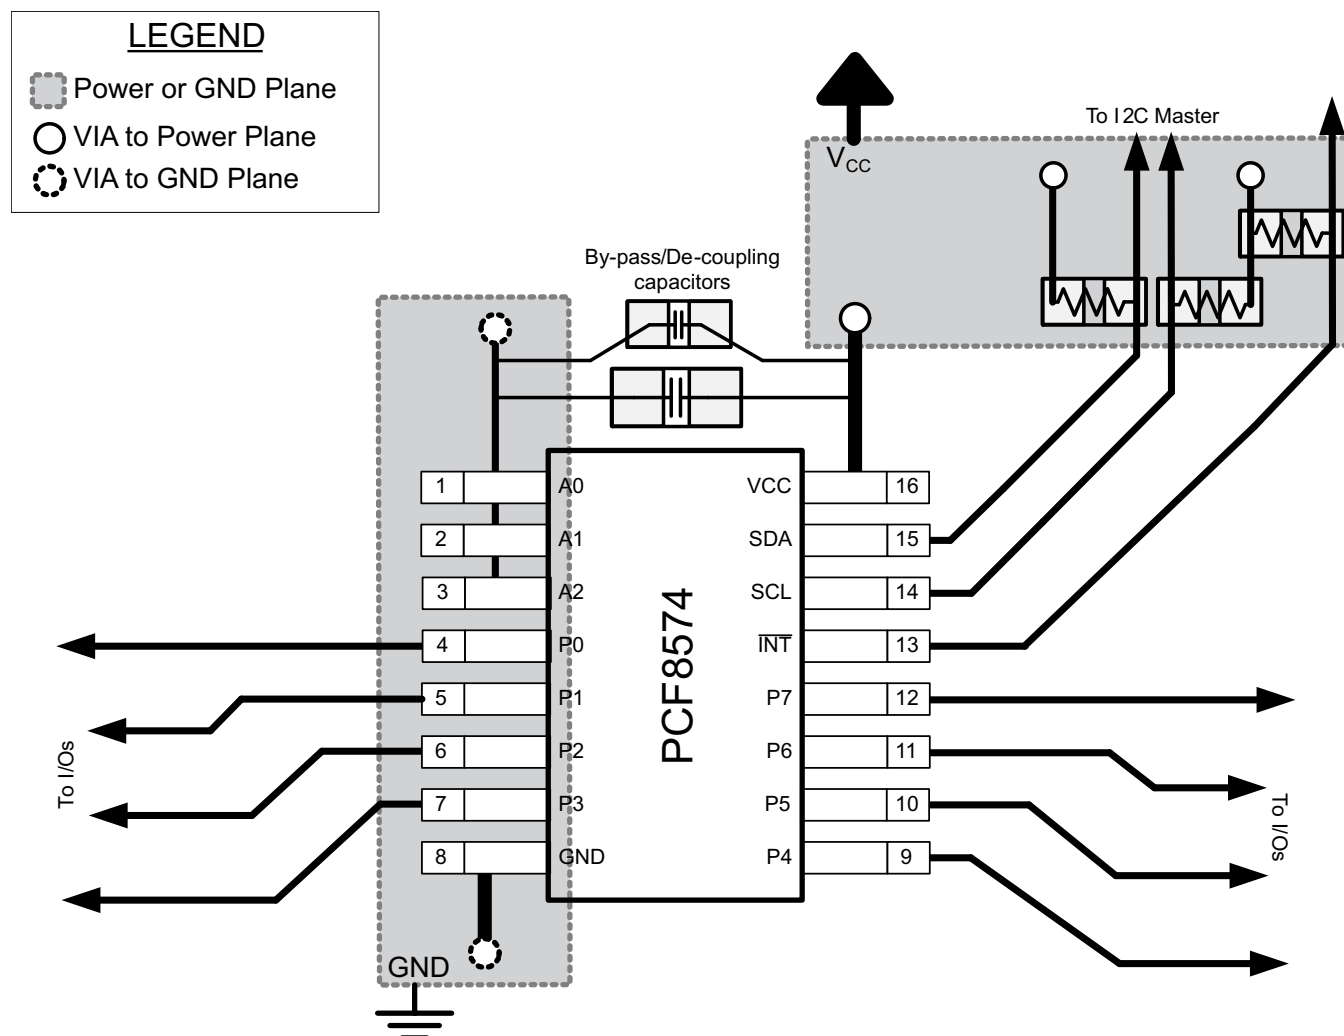 LEGEND
Power or GND Plane
VIA to Power Plane
VIA to GND Plane
To I2C Master
VCC
By-pass/De-coupling
capacitors
1 A0 VCC 16
2 A1 SDA 15
3 A2 SCL 14
4 P0 INT 13
5 P1 P7 12
6 P2 P6 11
7 P3 P5 10
8 GND P4 9
PCF8574
To I/Os
To I/Os
GND